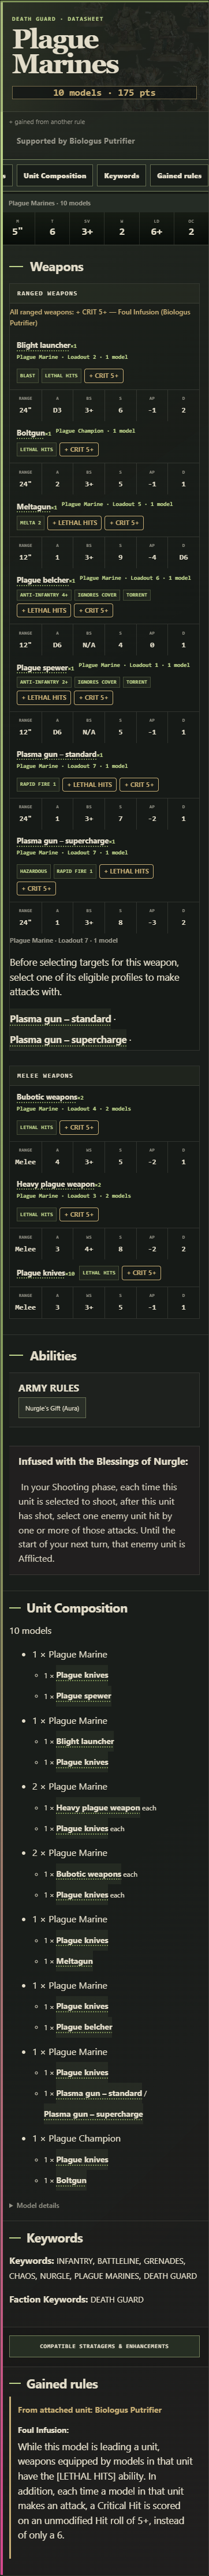 DEATH GUARD · DATASHEET
Plague
Marines
10 models · 175 pts
+ gained from another rule
Supported by Biologus Putrifier
s Unit Composition Keywords Gained rules
Plague Marines · 10 models
M T SV W LD OC
5" 6 3+ 2 6+ 2
Weapons
RANGED WEAPONS
All ranged weapons: + CRIT 5+ — Foul Infusion (Biologus
Putrifier)
Blight launcher×1
Plague Marine · Loadout 2 · 1 model
BLAST LETHAL HITS + CRIT 5+
RANGE A BS S AP D
24" D3 3+ 6 -1 2
Boltgun×1 Plague Champion · 1 model
LETHAL HITS + CRIT 5+
RANGE A BS S AP D
24" 2 3+ 5 -1 1
Meltagun×1 Plague Marine · Loadout 5 · 1 model
MELTA 2 + LETHAL HITS + CRIT 5+
RANGE A BS S AP D
12" 1 3+ 9 -4 D6
Plague belcher×1 Plague Marine · Loadout 6 · 1 model
ANTI-INFANTRY 4+ IGNORES COVER TORRENT
+ LETHAL HITS + CRIT 5+
RANGE A BS S AP D
12" D6 N/A 4 0 1
Plague spewer×1 Plague Marine · Loadout 1 · 1 model
ANTI-INFANTRY 2+ IGNORES COVER TORRENT
+ LETHAL HITS + CRIT 5+
RANGE A BS S AP D
12" D6 N/A 5 -1 1
Plasma gun – standard×1
Plague Marine · Loadout 7 · 1 model
RAPID FIRE 1 + LETHAL HITS + CRIT 5+
RANGE A BS S AP D
24" 1 3+ 7 -2 1
Plasma gun – supercharge×1
Plague Marine · Loadout 7 · 1 model
HAZARDOUS RAPID FIRE 1 + LETHAL HITS
+ CRIT 5+
RANGE A BS S AP D
24" 1 3+ 8 -3 2
Plague Marine · Loadout 7 · 1 model
Before selecting targets for this weapon,
select one of its eligible profiles to make
attacks with.
Plasma gun – standard ·
Plasma gun – supercharge ·
MELEE WEAPONS
Bubotic weapons×2
Plague Marine · Loadout 4 · 2 models
LETHAL HITS + CRIT 5+
RANGE A WS S AP D
Melee 4 3+ 5 -2 1
Heavy plague weapon×2
Plague Marine · Loadout 3 · 2 models
LETHAL HITS + CRIT 5+
RANGE A WS S AP D
Melee 3 4+ 8 -2 2
Plague knives×10 LETHAL HITS + CRIT 5+
RANGE A WS S AP D
Melee 3 3+ 5 -1 1
Abilities
ARMY RULES
Nurgle's Gift (Aura)
Infused with the Blessings of Nurgle:
In your Shooting phase, each time this
unit is selected to shoot, after this unit
has shot, select one enemy unit hit by
one or more of those attacks. Until the
start of your next turn, that enemy unit is
Afflicted.
Unit Composition
10 models
• 1 × Plague Marine
◦ 1 × Plague knives
◦ 1 × Plague spewer
• 1 × Plague Marine
◦ 1 × Blight launcher
◦ 1 × Plague knives
• 2 × Plague Marine
◦ 1 × Heavy plague weapon each
◦ 1 × Plague knives each
• 2 × Plague Marine
◦ 1 × Bubotic weapons each
◦ 1 × Plague knives each
• 1 × Plague Marine
◦ 1 × Plague knives
◦ 1 × Meltagun
• 1 × Plague Marine
◦ 1 × Plague knives
◦ 1 × Plague belcher
• 1 × Plague Marine
◦ 1 × Plague knives
◦ 1 × Plasma gun – standard /
Plasma gun – supercharge
• 1 × Plague Champion
◦ 1 × Plague knives
◦ 1 × Boltgun
▶ Model details
Keywords
Keywords: INFANTRY, BATTLELINE, GRENADES,
CHAOS, NURGLE, PLAGUE MARINES, DEATH GUARD
Faction Keywords: DEATH GUARD
COMPATIBLE STRATAGEMS & ENHANCEMENTS
Gained rules
From attached unit: Biologus Putrifier
Foul Infusion:
While this model is leading a unit,
weapons equipped by models in that unit
have the [LETHAL HITS] ability. In
addition, each time a model in that unit
makes an attack, a Critical Hit is scored
on an unmodified Hit roll of 5+, instead
of only a 6.